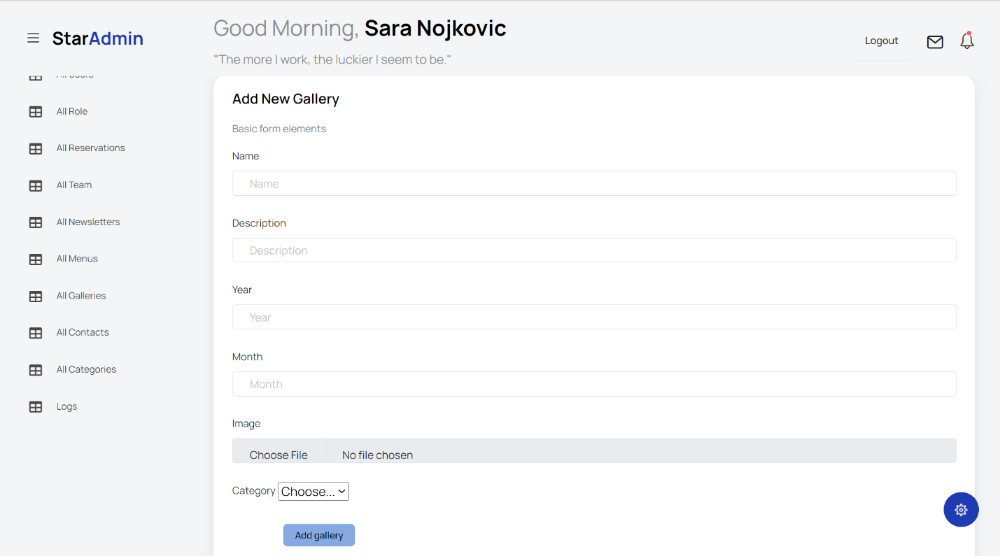 Good Morning, Sara Nojkovic
StarAdmin
Logout
"The more I work, the luckier I seem to be."
All Users
All Role
All Reservations
All Team
All Newsletters
All Menus
All Galleries
All Contacts
All Categories
Logs
Add New Gallery
Basic form elements
Name
Name
Description
Description
Year
Year
Month
Month
Image
Choose File No file chosen
Category Choose...
Add gallery